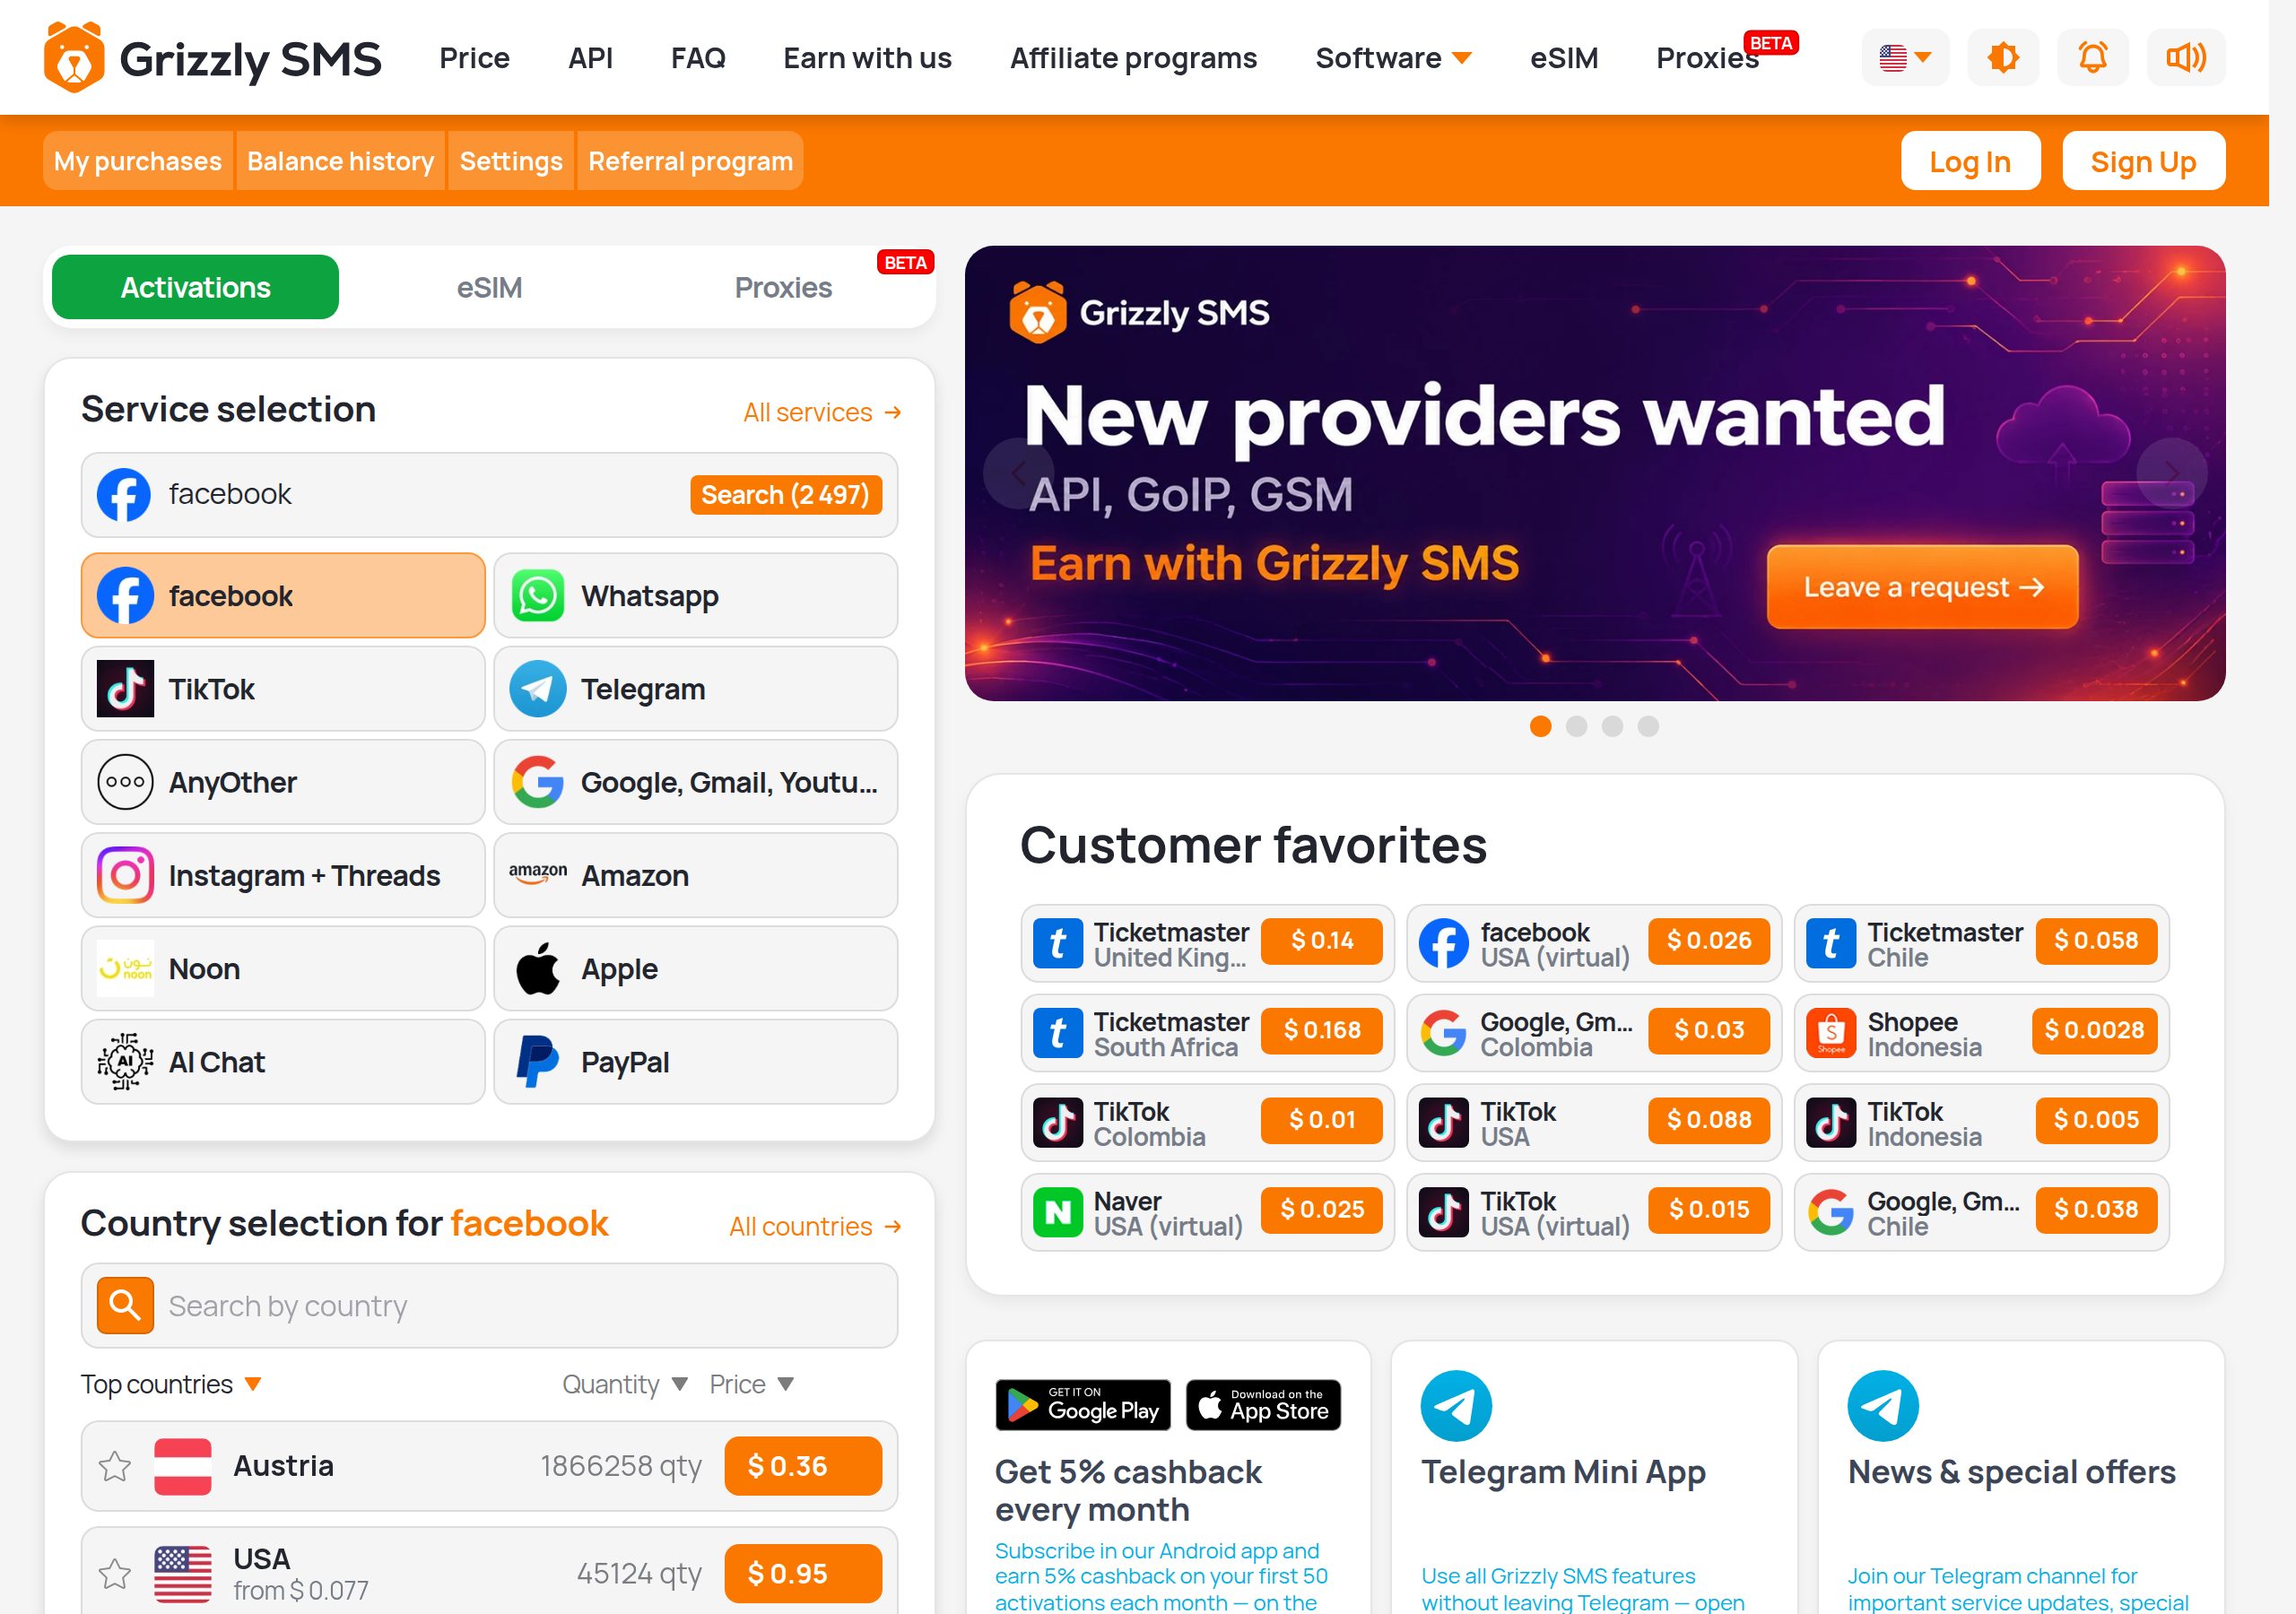 Grizzly SMS
Price
API
FAQ
Earn with us
Affiliate programs
Software
eSIM
Proxies
BETA
My purchases
Balance history
Settings
Referral program
Log In
Sign Up
Activations
eSIM
Proxies
BETA
Service selection
All services →
facebook
Search (2 497)
facebook
Whatsapp
TikTok
Telegram
AnyOther
Google, Gmail, Youtu...
Instagram + Threads
amazon
Amazon
نون
noon
Noon
Apple
AI
AI Chat
PayPal
Country selection for facebook
All countries →
Search by country
Top countries
Quantity
Price
Austria
1866258 qty
$ 0.36
USA
from $ 0.077
45124 qty
$ 0.95
Grizzly SMS
New providers wanted
API, GoIP, GSM
Earn with Grizzly SMS
Leave a request →
Customer favorites
Ticketmaster
United King...
$ 0.14
facebook
USA (virtual)
$ 0.026
Ticketmaster
Chile
$ 0.058
Ticketmaster
South Africa
$ 0.168
Google, Gm...
Colombia
$ 0.03
Shopee
Shopee
Indonesia
$ 0.0028
TikTok
Colombia
$ 0.01
TikTok
USA
$ 0.088
TikTok
Indonesia
$ 0.005
Naver
USA (virtual)
$ 0.025
TikTok
USA (virtual)
$ 0.015
Google, Gm...
Chile
$ 0.038
GET IT ON
Google Play
Download on the
App Store
Get 5% cashback
every month
Subscribe in our Android app and
earn 5% cashback on your first 50
activations each month — on the
Telegram Mini App
Use all Grizzly SMS features
without leaving Telegram — open
News & special offers
Join our Telegram channel for
important service updates, special